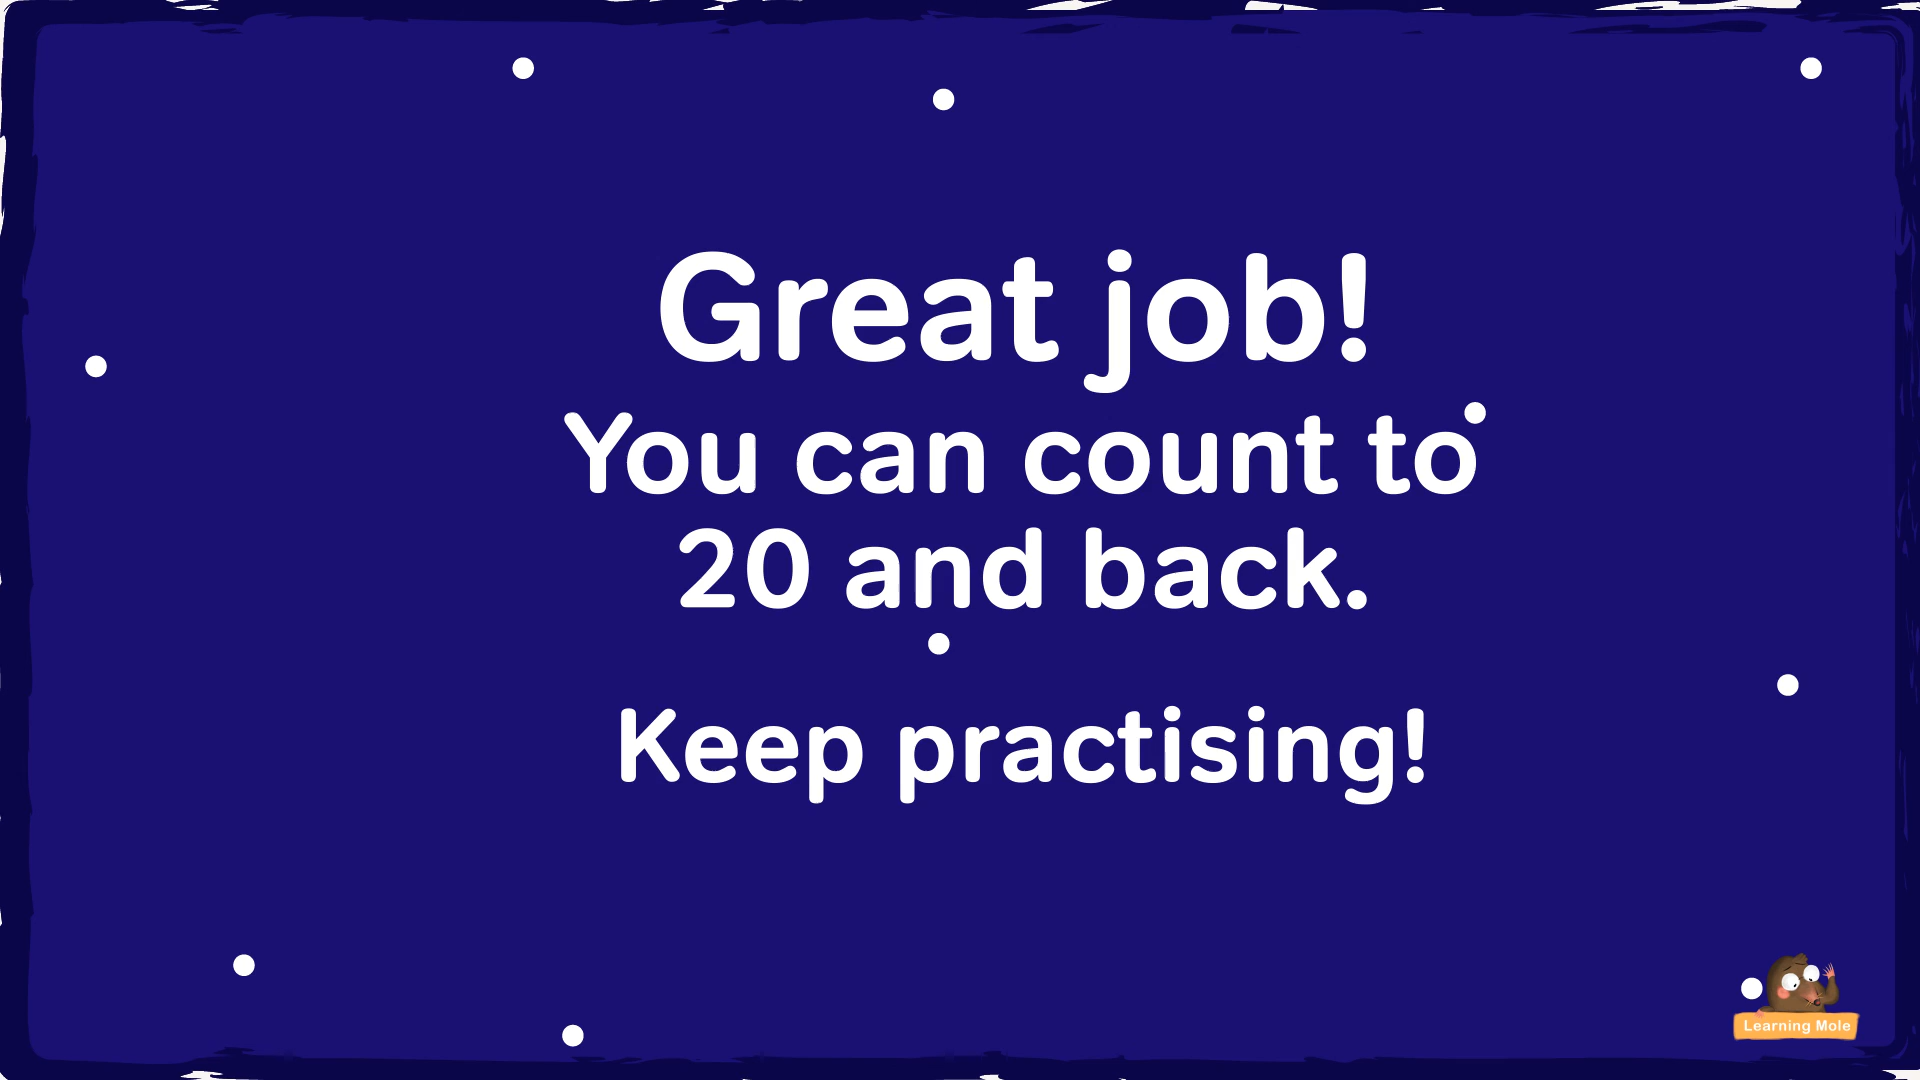 Great job!
You can count to
20 and back.
Keep practising!
Learning Mole